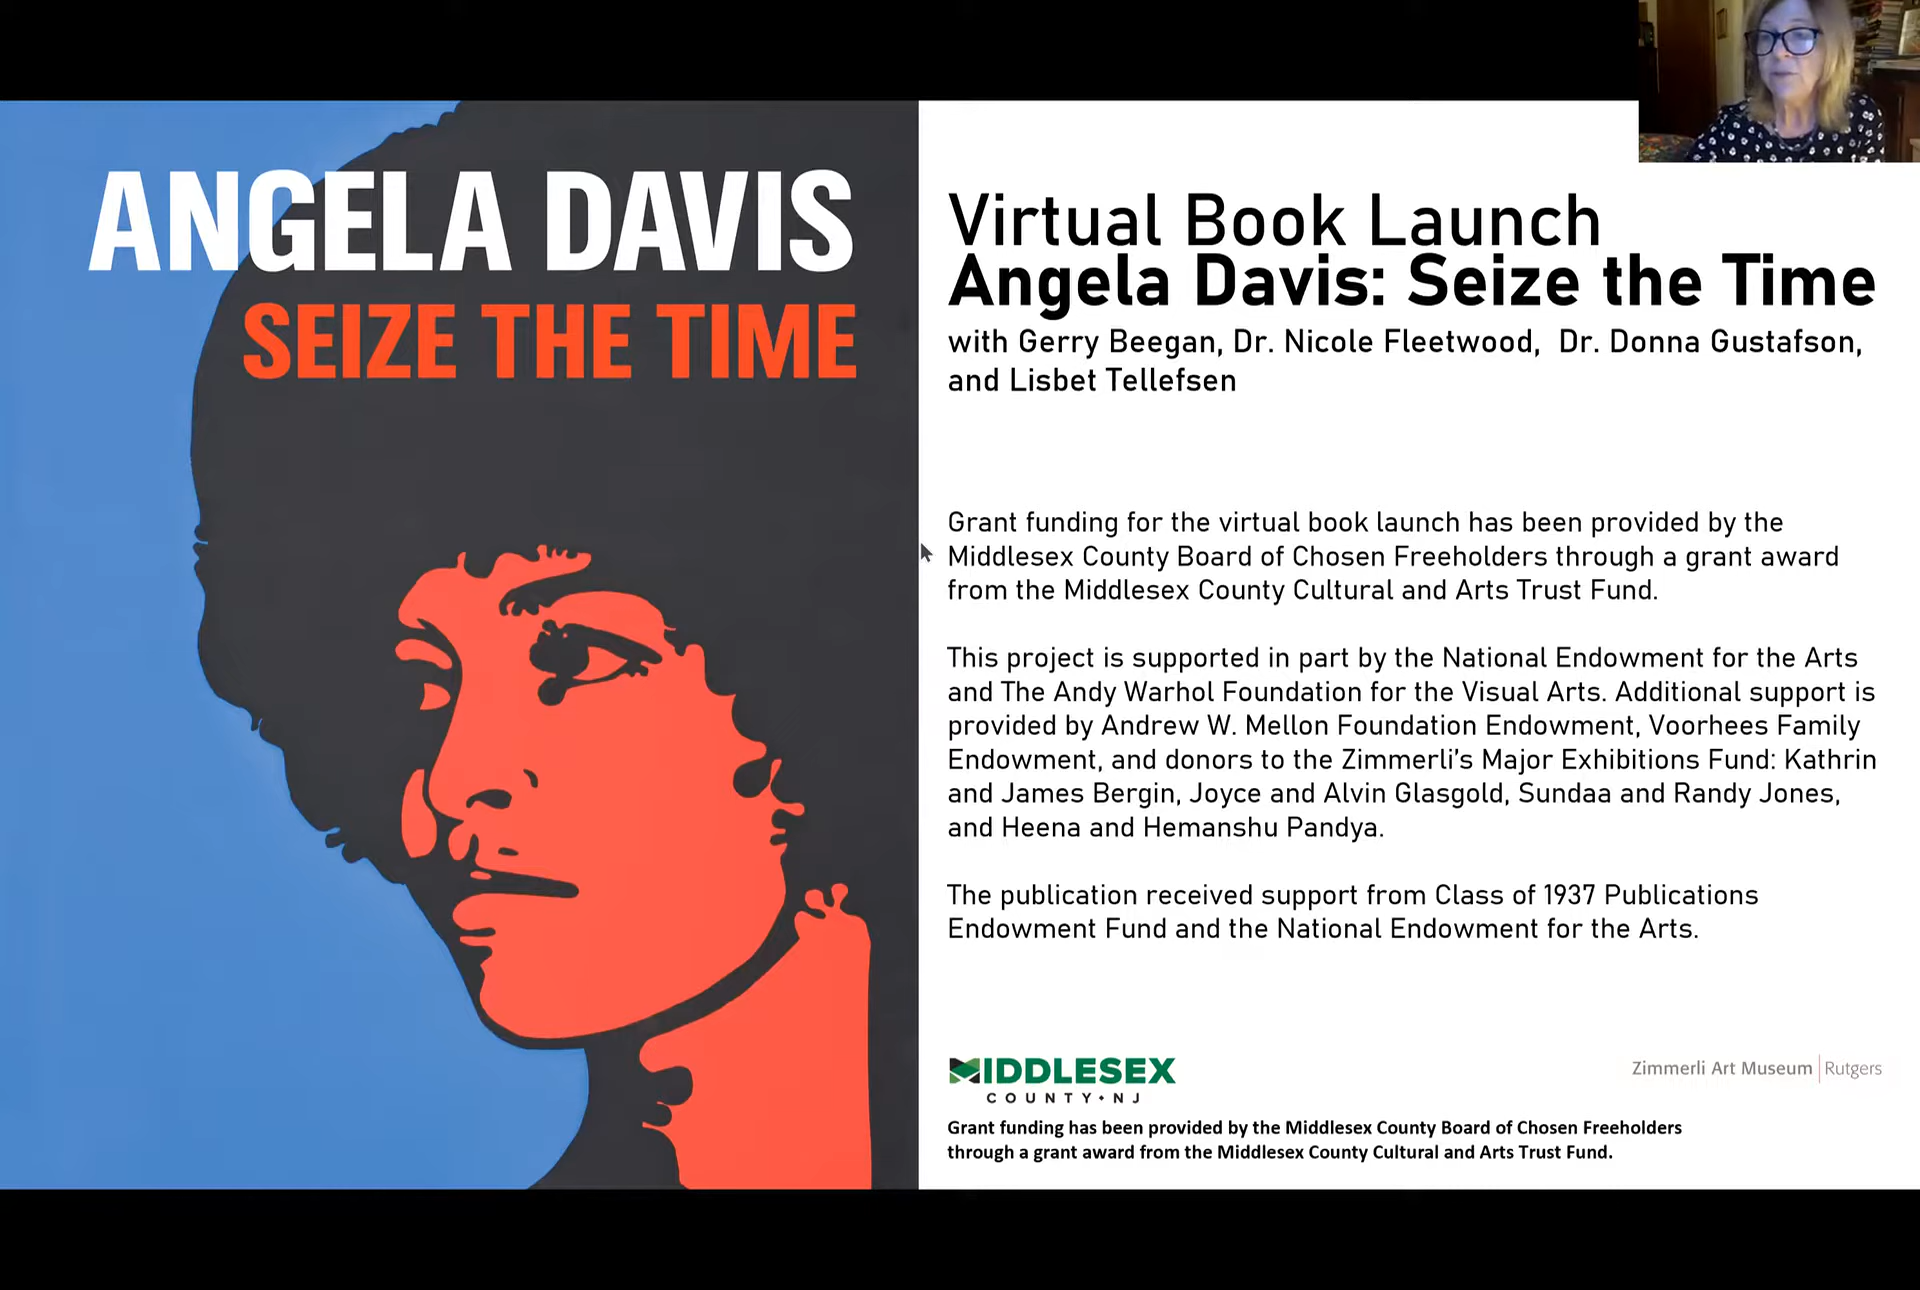 ANGELA DAVIS
SEIZE THE TIME
Virtual Book Launch
Angela Davis: Seize the Time
with Gerry Beegan, Dr. Nicole Fleetwood, Dr. Donna Gustafson,
and Lisbet Tellefsen
Grant funding for the virtual book launch has been provided by the
Middlesex County Board of Chosen Freeholders through a grant award
from the Middlesex County Cultural and Arts Trust Fund.
This project is supported in part by the National Endowment for the Arts
and The Andy Warhol Foundation for the Visual Arts. Additional support is
provided by Andrew W. Mellon Foundation Endowment, Voorhees Family
Endowment, and donors to the Zimmerli’s Major Exhibitions Fund: Kathrin
and James Bergin, Joyce and Alvin Glasgold, Sundaa and Randy Jones,
and Heena and Hemanshu Pandya.
The publication received support from Class of 1937 Publications
Endowment Fund and the National Endowment for the Arts.
MIDDLESEX
COUNTY • NJ
Zimmerli Art Museum | Rutgers
Grant funding has been provided by the Middlesex County Board of Chosen Freeholders
through a grant award from the Middlesex County Cultural and Arts Trust Fund.